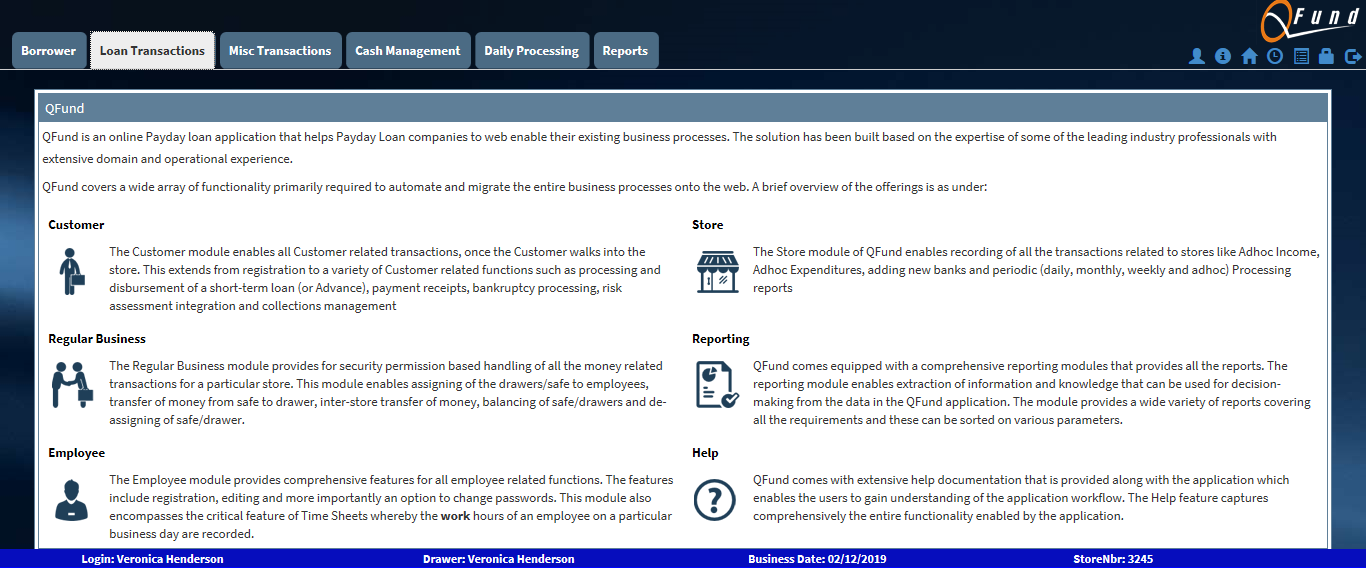 QFund
Borrower
Loan Transactions
Misc Transactions
Cash Management
Daily Processing
Reports
QFund
QFund is an online Payday loan application that helps Payday Loan companies to web enable their existing business processes. The solution has been built based on the expertise of some of the leading industry professionals with
extensive domain and operational experience.
QFund covers a wide array of functionality primarily required to automate and migrate the entire business processes onto the web. A brief overview of the offerings is as under:
Customer
The Customer module enables all Customer related transactions, once the Customer walks into the
store. This extends from registration to a variety of Customer related functions such as processing and
disbursement of a short-term loan (or Advance), payment receipts, bankruptcy processing, risk
assessment integration and collections management
Store
The Store module of QFund enables recording of all the transactions related to stores like Adhoc Income,
Adhoc Expenditures, adding new banks and periodic (daily, monthly, weekly and adhoc) Processing
reports
Regular Business
The Regular Business module provides for security permission based handling of all the money related
transactions for a particular store. This module enables assigning of the drawers/safe to employees,
transfer of money from safe to drawer, inter-store transfer of money, balancing of safe/drawers and de-
assigning of safe/drawer.
Reporting
QFund comes equipped with a comprehensive reporting modules that provides all the reports. The
reporting module enables extraction of information and knowledge that can be used for decision-
making from the data in the QFund application. The module provides a wide variety of reports covering
all the requirements and these can be sorted on various parameters.
Employee
The Employee module provides comprehensive features for all employee related functions. The features
include registration, editing and more importantly an option to change passwords. This module also
encompasses the critical feature of Time Sheets whereby the work hours of an employee on a particular
business day are recorded.
Help
QFund comes with extensive help documentation that is provided along with the application which
enables the users to gain understanding of the application workflow. The Help feature captures
comprehensively the entire functionality enabled by the application.
Login: Veronica Henderson
Drawer: Veronica Henderson
Business Date: 02/12/2019
StoreNbr: 3245